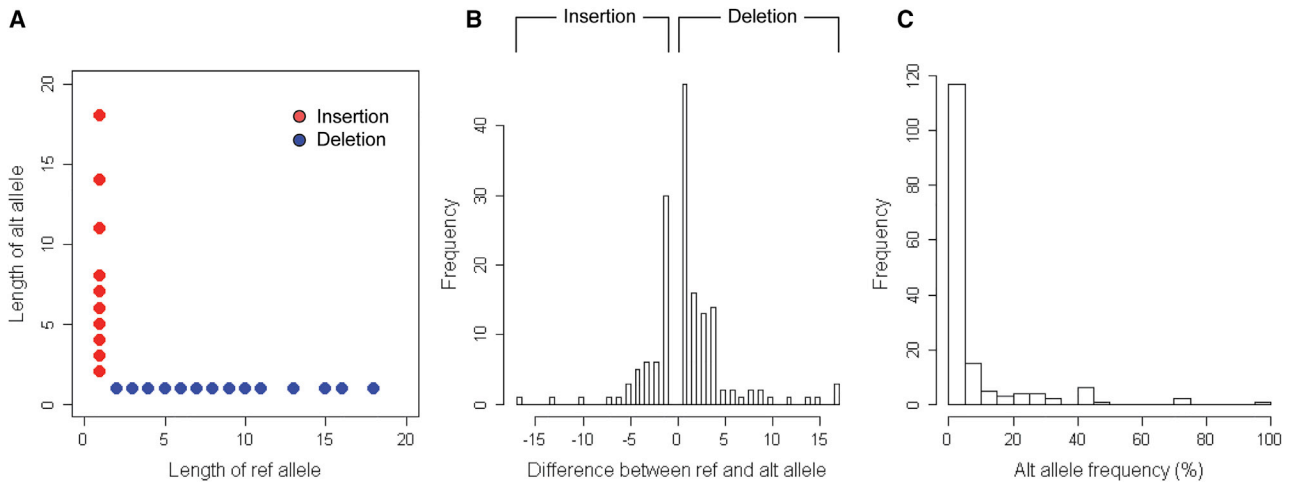 A
20
15
10
5
0
Length of alt allele
Insertion
Deletion
0 5 10 15 20
Length of ref allele
B
Insertion Deletion
40
30
20
10
0
Frequency
-15 -10 -5 0 5 10 15
Difference between ref and alt allele
C
120
100
80
60
40
20
0
Frequency
0 20 40 60 80 100
Alt allele frequency (%)